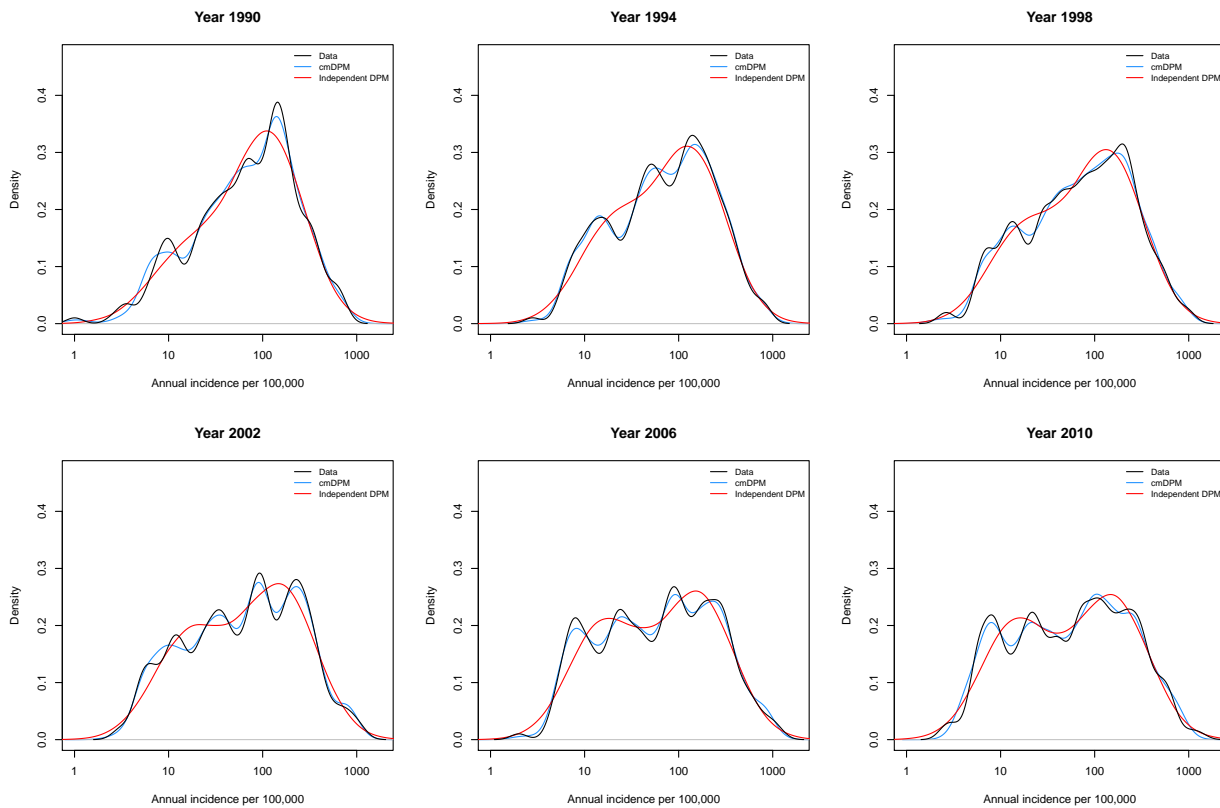 Year 1990
Data
cmDPM
Independent DPM
Density
0.0 0.1 0.2 0.3 0.4
1 10 100 1000
Annual incidence per 100,000
Year 1994
Data
cmDPM
Independent DPM
Density
0.0 0.1 0.2 0.3 0.4
1 10 100 1000
Annual incidence per 100,000
Year 1998
Data
cmDPM
Independent DPM
Density
0.0 0.1 0.2 0.3 0.4
1 10 100 1000
Annual incidence per 100,000
Year 2002
Data
cmDPM
Independent DPM
Density
0.0 0.1 0.2 0.3 0.4
1 10 100 1000
Annual incidence per 100,000
Year 2006
Data
cmDPM
Independent DPM
Density
0.0 0.1 0.2 0.3 0.4
1 10 100 1000
Annual incidence per 100,000
Year 2010
Data
cmDPM
Independent DPM
Density
0.0 0.1 0.2 0.3 0.4
1 10 100 1000
Annual incidence per 100,000